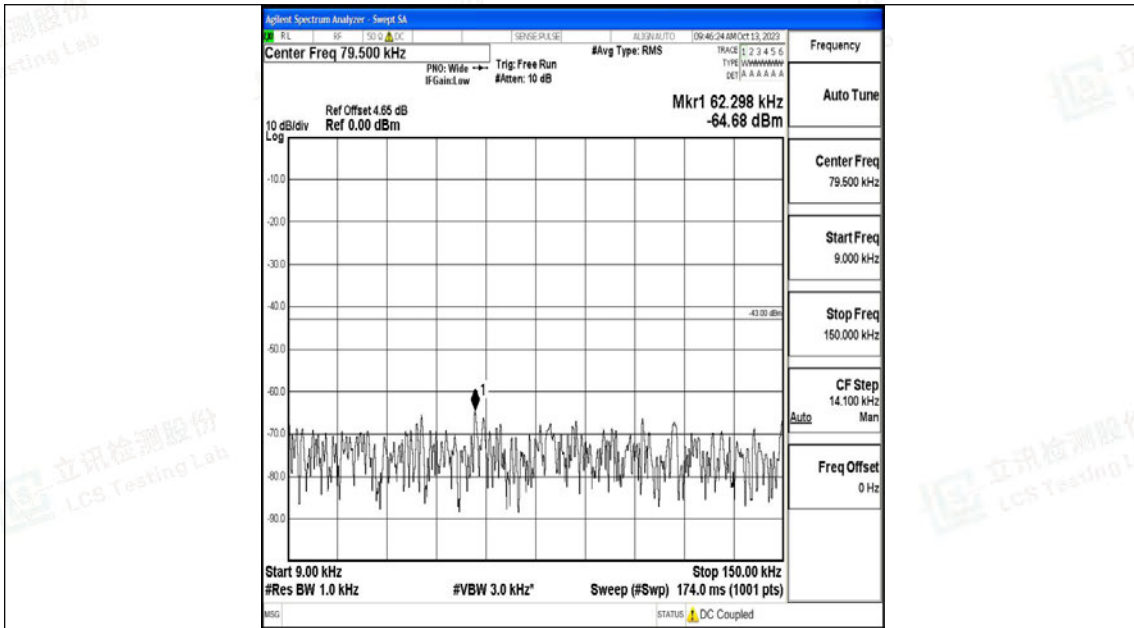 Agilent Spectrum Analyzer - Swept SA
RL RF 50 Ω DC SENSE:PULSE ALIGN AUTO 09:46:24 AM Oct 13, 2023
Center Freq 79.500 kHz
#Avg Type: RMS
TRACE 1 2 3 4 5 6
TYPE
DET A A A A A A
PNO: Wide
IFGain:Low
Trig: Free Run
#Atten: 10 dB
Mkr1 62.298 kHz
-64.68 dBm
Ref Offset 4.65 dB
Ref 0.00 dBm
10 dB/div
Log
-10.0
-20.0
-30.0
-40.0
-43.00 dBm
-50.0
-60.0
1
-70.0
-80.0
-90.0
Start 9.00 kHz
Stop 150.00 kHz
#Res BW 1.0 kHz
#VBW 3.0 kHz*
Sweep (#Swp) 174.0 ms (1001 pts)
MSG
STATUS DC Coupled
Frequency
Auto Tune
Center Freq
79.500 kHz
Start Freq
9.000 kHz
Stop Freq
150.000 kHz
CF Step
14.100 kHz
Auto Man
Freq Offset
0 Hz
立讯检测股份
LCS Testing Lab
立讯检测股份
LCS Testing L